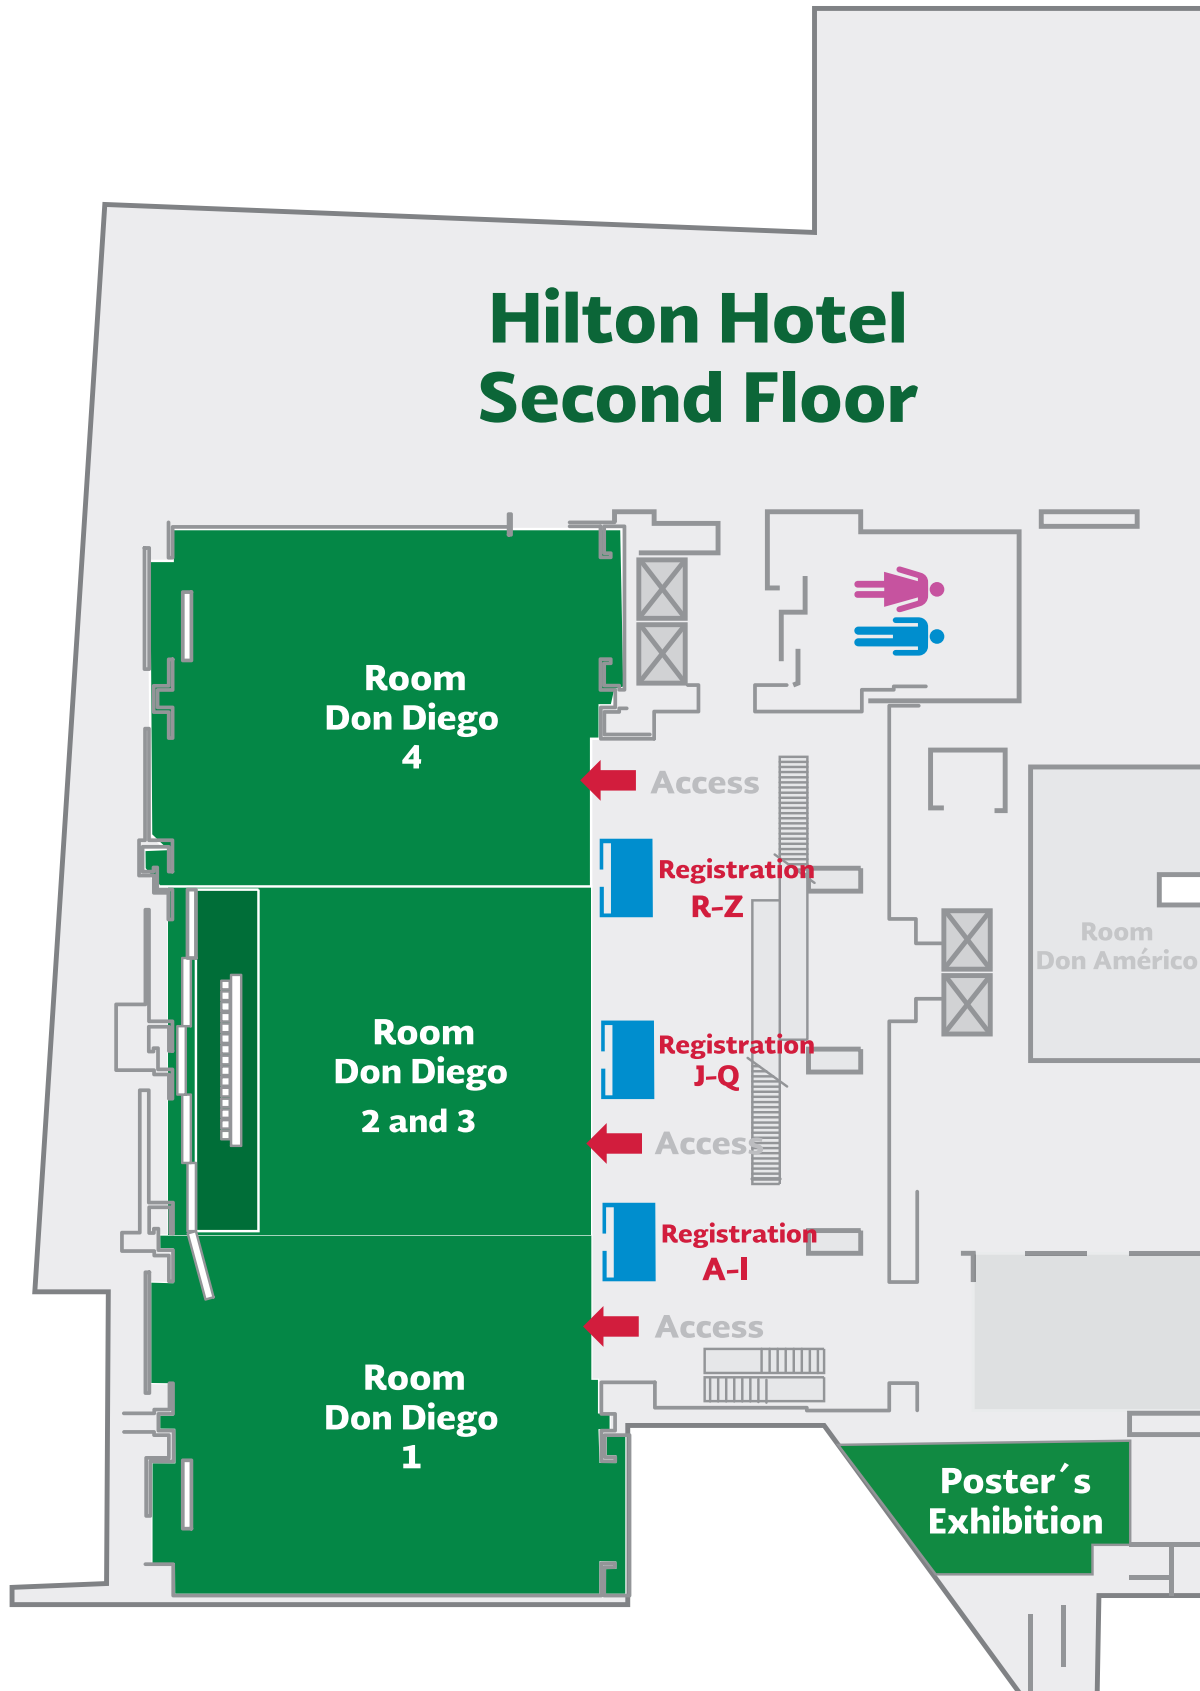 Hilton Hotel
Second Floor
Room
Don Diego
4
Access
Registration
R-Z
Room
Don Américo
Room
Don Diego
2 and 3
Registration
J-Q
Access
Registration
A-I
Access
Room
Don Diego
1
Poster´s
Exhibition